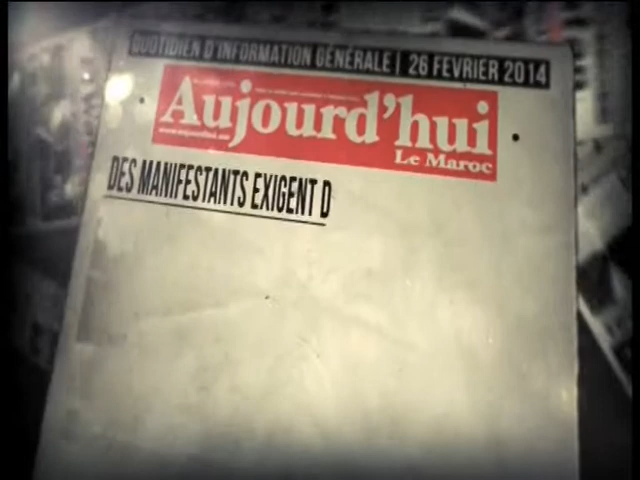 QUOTIDIEN D'INFORMATION GÉNÉRALE | 26 FEVRIER 2014
Aujourd'hui
Le Maroc
DES MANIFESTANTS EXIGENT D